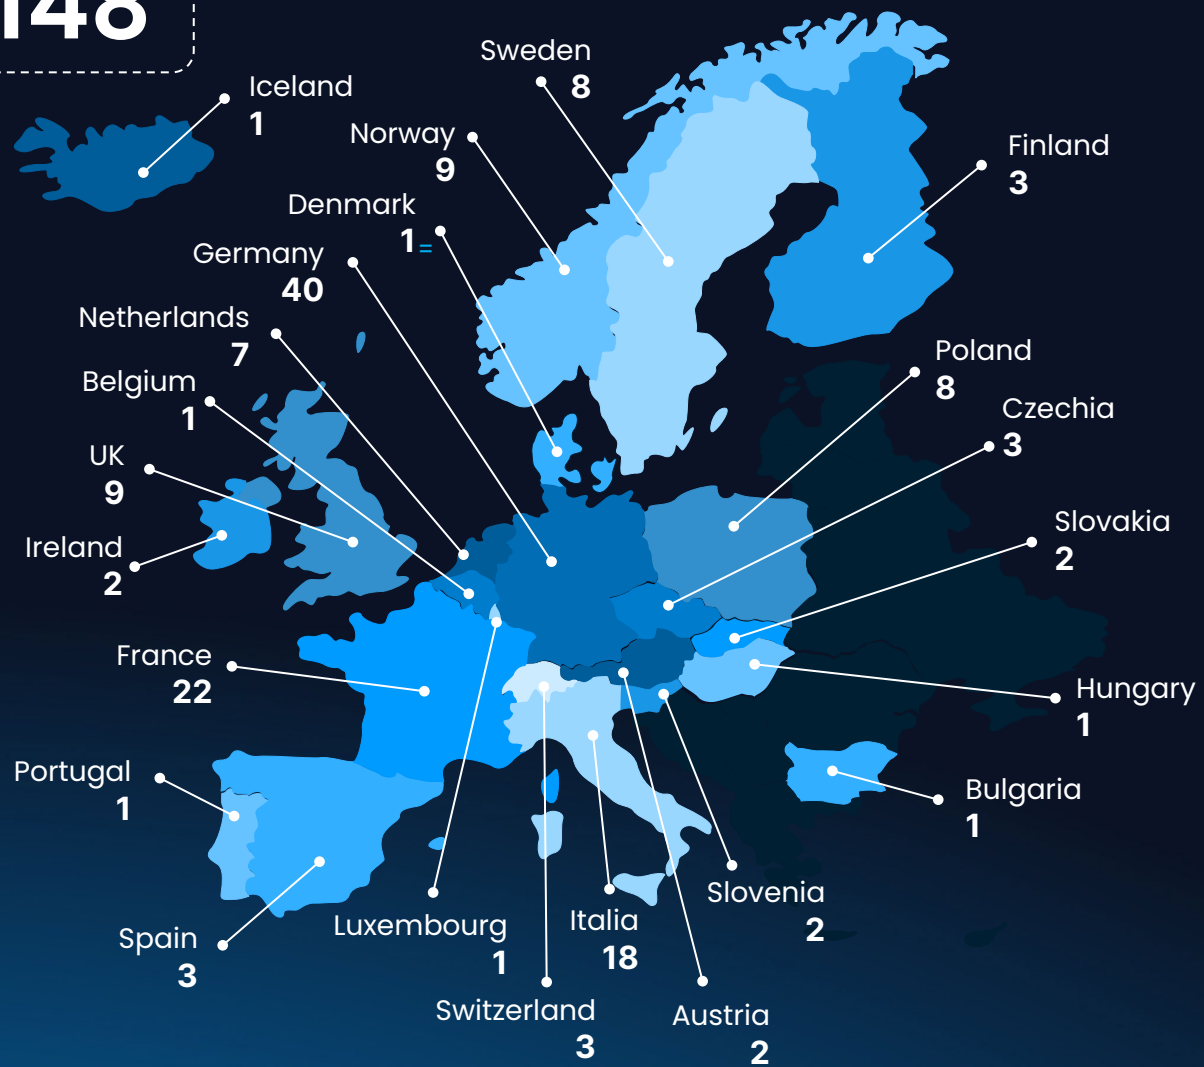 148
Iceland
1
Sweden
8
Norway
9
Finland
3
Denmark
1=
Germany
40
Netherlands
7
Poland
8
Belgium
1
Czechia
3
UK
9
Slovakia
2
Ireland
2
France
22
Hungary
1
Portugal
1
Bulgaria
1
Slovenia
2
Luxembourg
1
Italia
18
Spain
3
Switzerland
3
Austria
2